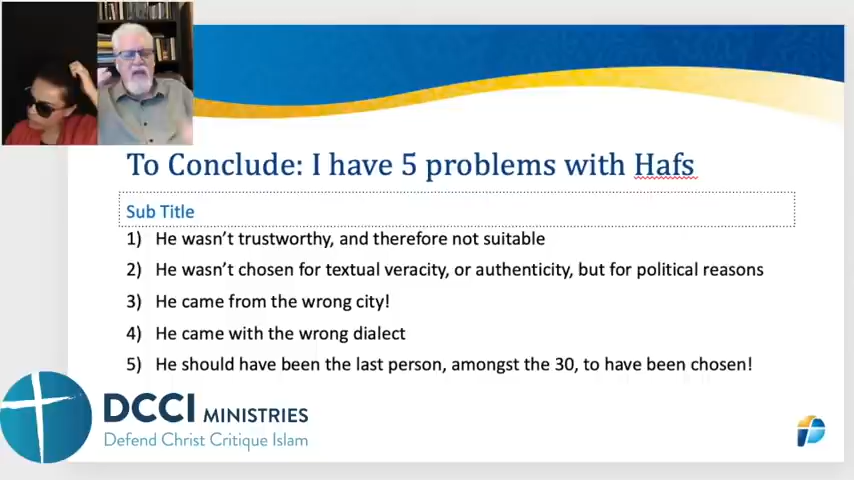 To Conclude: I have 5 problems with Hafs
Sub Title
1) He wasn't trustworthy, and therefore not suitable
2) He wasn't chosen for textual veracity, or authenticity, but for political reasons
3) He came from the wrong city!
4) He came with the wrong dialect
5) He should have been the last person, amongst the 30, to have been chosen!
DCCI MINISTRIES
Defend Christ Critique Islam